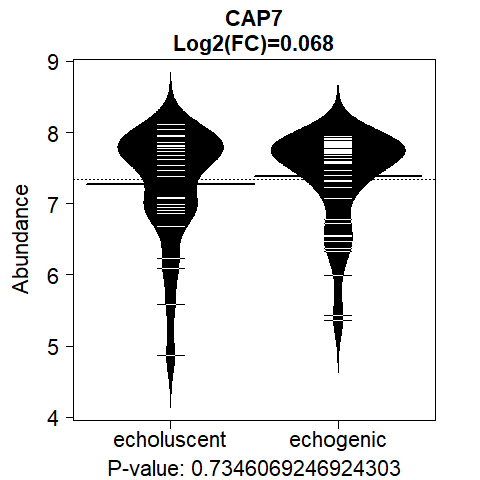 CAP7
Log2(FC)=0.068
Abundance
9
8
7
6
5
4
echoluscent echogenic
P-value: 0.7346069246924303